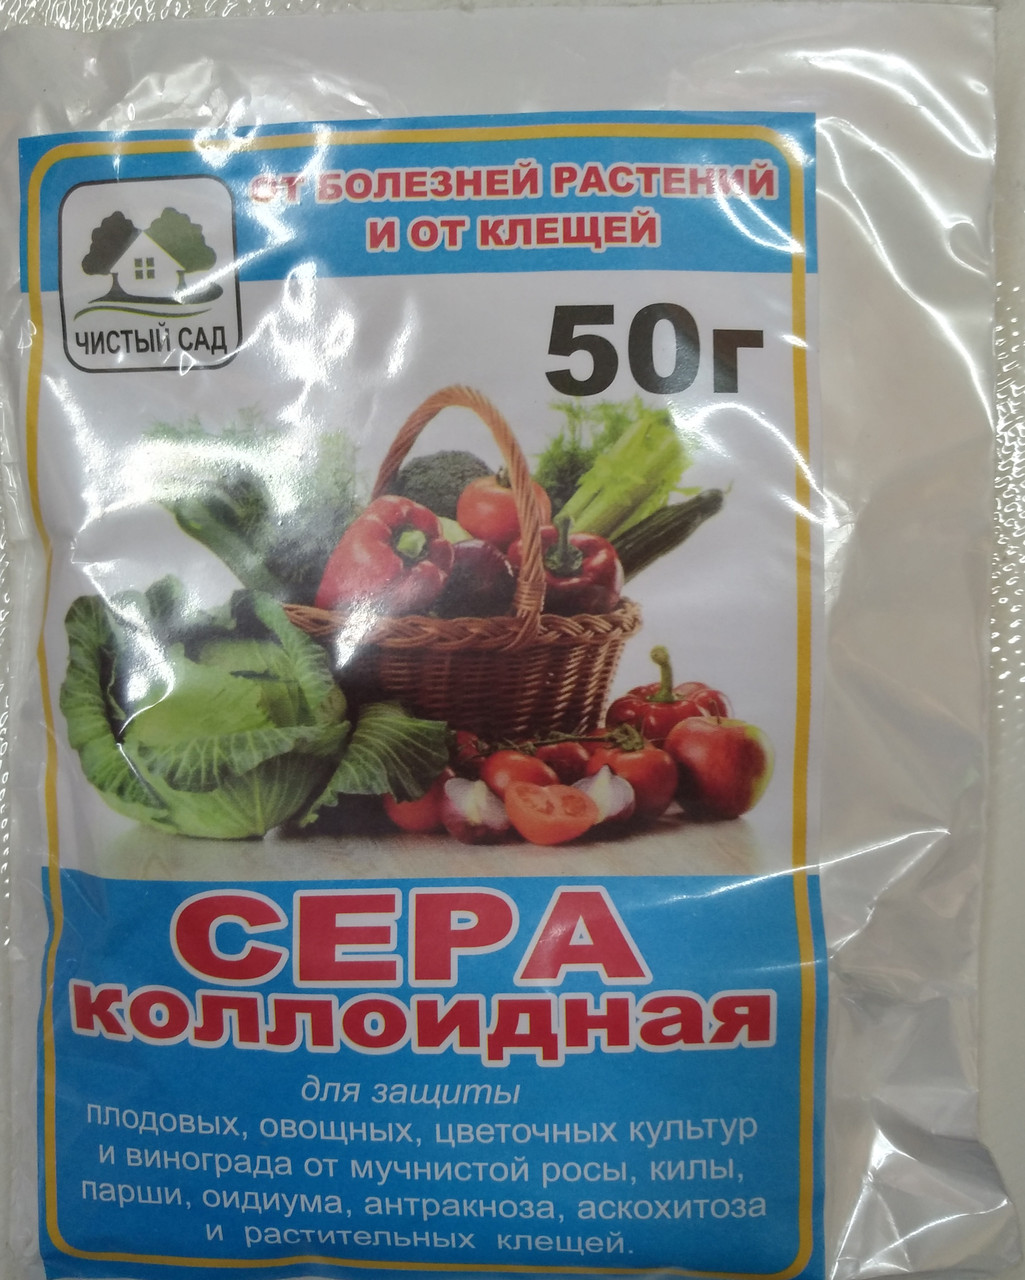 ОТ БОЛЕЗНЕЙ РАСТЕНИЙ
И ОТ КЛЕЩЕЙ
ЧИСТЫЙ САД
50г
СЕРА
коллоидная
для защиты
плодовых, овощных, цветочных культур
и винограда от мучнистой росы, килы,
парши, оидиума, антракноза, аскохитоза
и растительных клещей.